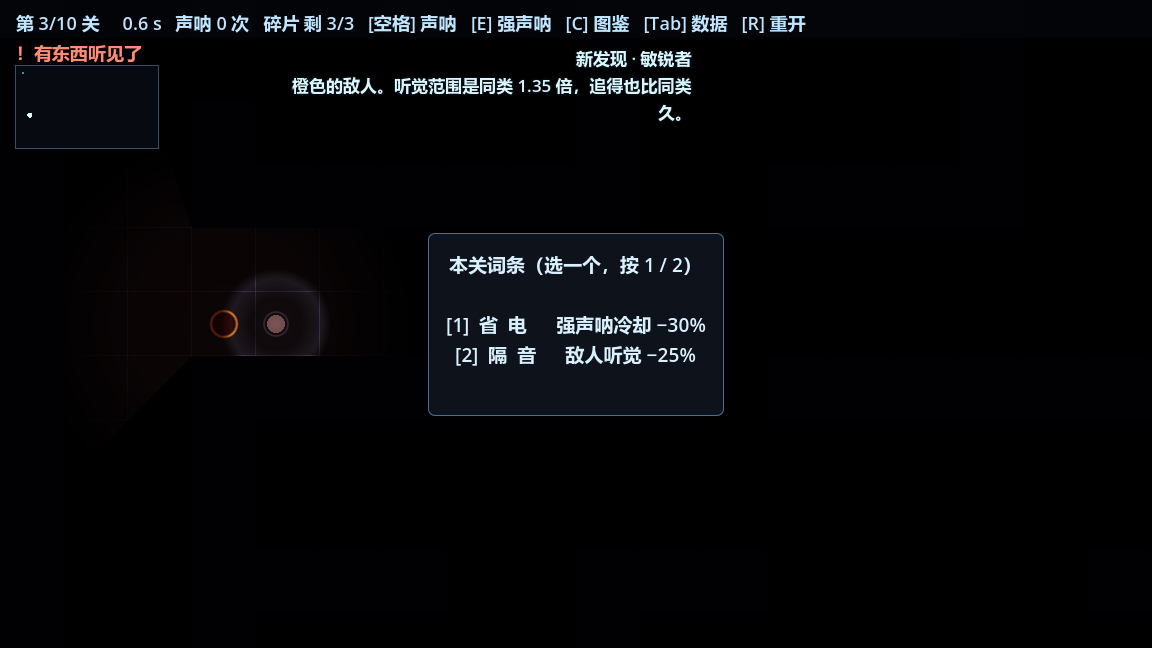 第 3/10 关 0.6 s 声呐 0 次 碎片 剩 3/3 [空格] 声呐 [E] 强声呐 [C] 图鉴 [Tab] 数据 [R] 重开
！有东西听见了
新发现 · 敏锐者
橙色的敌人。听觉范围是同类 1.35 倍，追得也比同类
久。
本关词条（选一个，按 1 / 2）
[1] 省 电 强声呐冷却 −30%
[2] 隔 音 敌人听觉 −25%